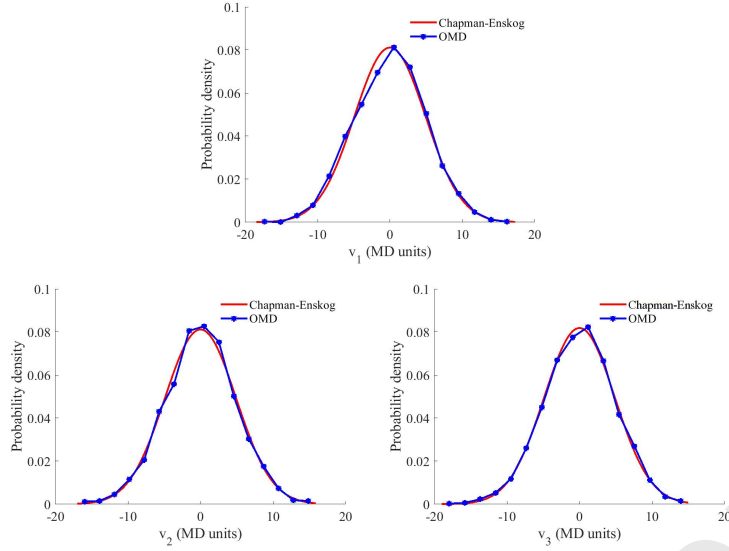 0.1
Chapman-Enskog
OMD
0.08
0.06
0.04
0.02
0
Probability density
-20 -10 0 10 20
v1 (MD units)
0.1
Chapman-Enskog
OMD
0.08
0.06
0.04
0.02
0
Probability density
-20 -10 0 10 20
v2 (MD units)
0.1
Chapman-Enskog
OMD
0.08
0.06
0.04
0.02
0
Probability density
-20 -10 0 10 20
v3 (MD units)